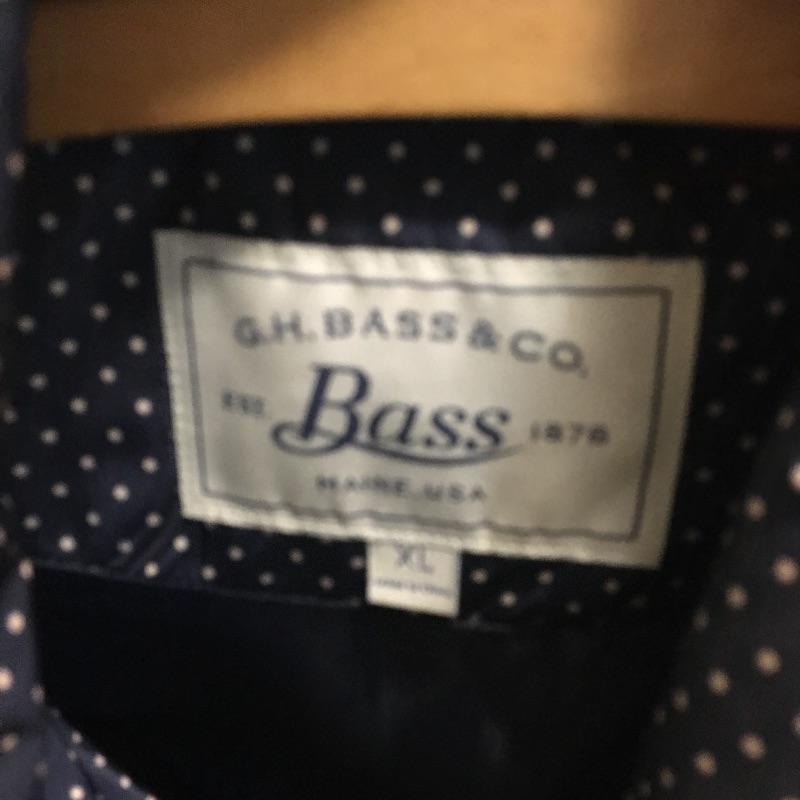 G.H. BASS & CO.
EST. Bass 1876
MAINE, USA
XL